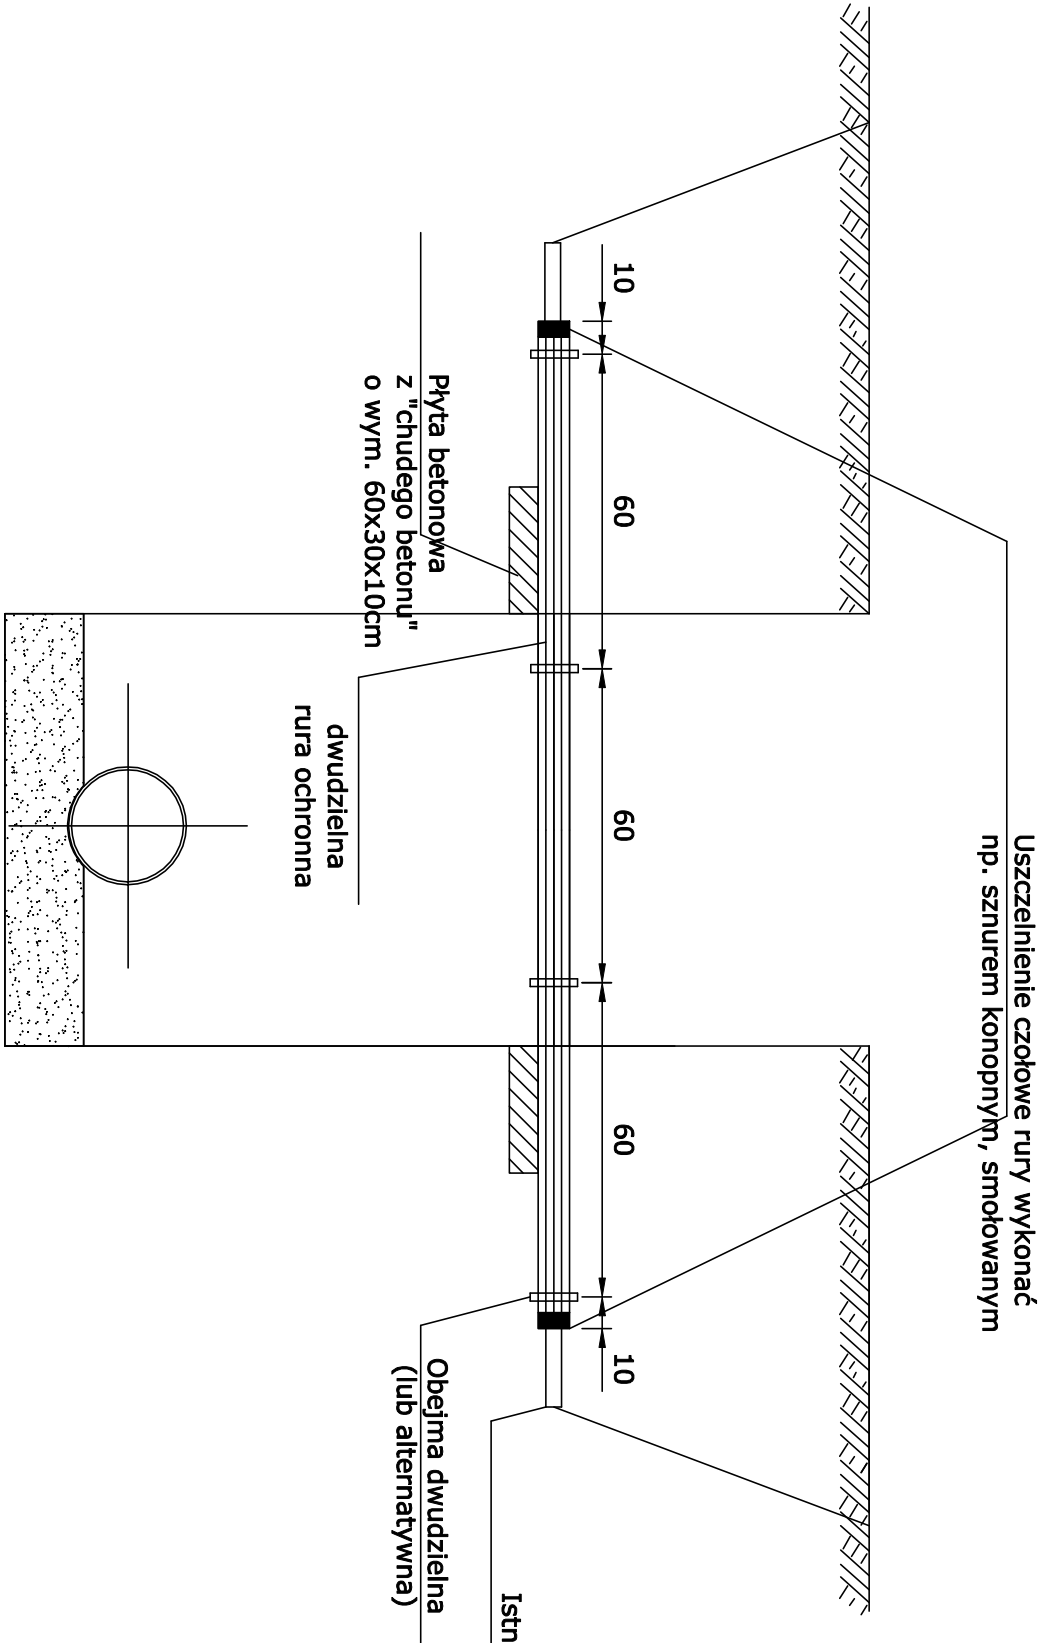 Uszczelnienie czołowe rury wykonać
np. sznurem konopnym, smołowanym
10
60
60
60
10
Płyta betonowa
z "chudego betonu"
o wym. 60x30x10cm
dwudzielna
rura ochronna
Obejma dwudzielna
(lub alternatywna)
Istn